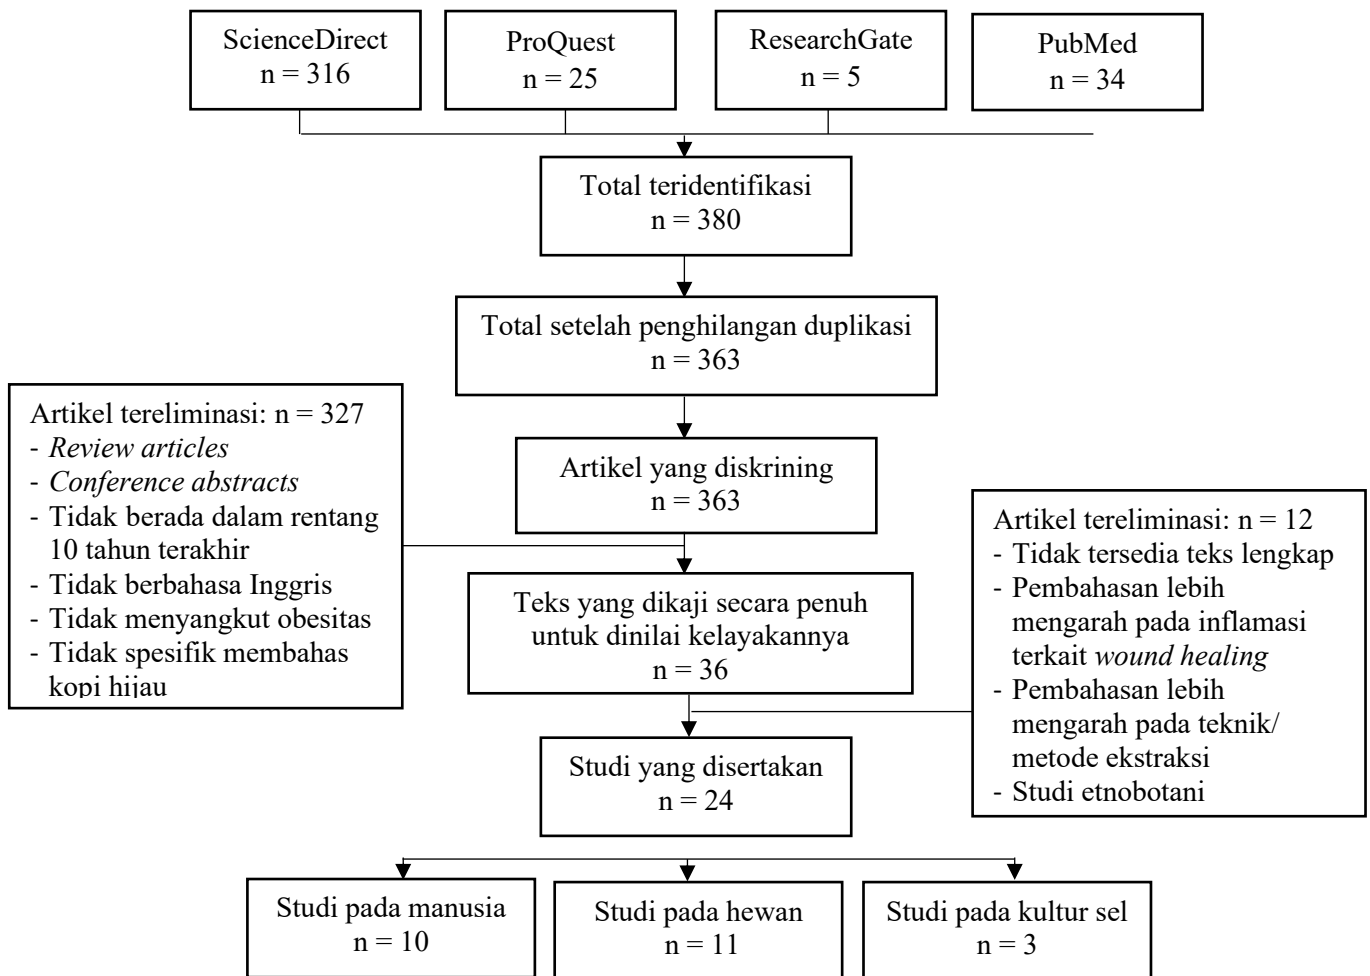 ScienceDirect
n = 316
ProQuest
n = 25
ResearchGate
n = 5
PubMed
n = 34
Total teridentifikasi
n = 380
Total setelah penghilangan duplikasi
n = 363
Artikel tereliminasi: n = 327
- Review articles
- Conference abstracts
- Tidak berada dalam rentang
10 tahun terakhir
- Tidak berbahasa Inggris
- Tidak menyangkut obesitas
- Tidak spesifik membahas
kopi hijau
Artikel yang diskrining
n = 363
Artikel tereliminasi: n = 12
- Tidak tersedia teks lengkap
- Pembahasan lebih
mengarah pada inflamasi
terkait wound healing
- Pembahasan lebih
mengarah pada teknik/
metode ekstraksi
- Studi etnobotani
Teks yang dikaji secara penuh
untuk dinilai kelayakannya
n = 36
Studi yang disertakan
n = 24
Studi pada manusia
n = 10
Studi pada hewan
n = 11
Studi pada kultur sel
n = 3